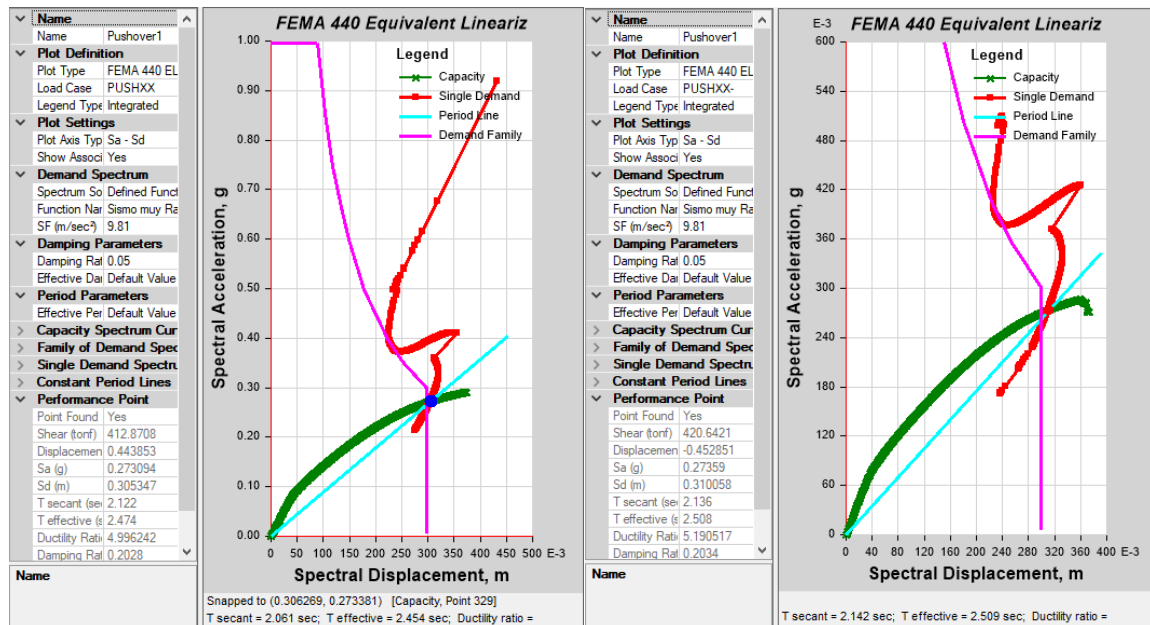 Name
Name Pushover1
Plot Definition
Plot Type FEMA 440 EL
Load Case PUSHXX
Legend Type Integrated
Plot Settings
Plot Axis Typ Sa - Sd
Show Associ Yes
Demand Spectrum
Spectrum So Defined Funct
Function Nar Sismo muy Ra
SF (m/sec²) 9.81
Damping Parameters
Damping Rat 0.05
Effective Dar Default Value
Period Parameters
Effective Per Default Value
Capacity Spectrum Cur
Family of Demand Spec
Single Demand Spectru
Constant Period Lines
Performance Point
Point Found Yes
Shear (tonf) 412.8708
Displacemen 0.443853
Sa (g) 0.273094
Sd (m) 0.305347
T secant (sec 2.122
T effective (s 2.474
Ductility Ratio 4.996242
Damping Rat 0.2028
Name
FEMA 440 Equivalent Lineariz
Legend
Capacity
Single Demand
Period Line
Demand Family
Spectral Acceleration, g
1.00
0.90
0.80
0.70
0.60
0.50
0.40
0.30
0.20
0.10
0.00
0 50 100 150 200 250 300 350 400 450 500 E-3
Spectral Displacement, m
Snapped to (0.306269, 0.273381) [Capacity, Point 329]
T secant = 2.061 sec; T effective = 2.454 sec; Ductility ratio =
Name
Name Pushover1
Plot Definition
Plot Type FEMA 440 EL
Load Case PUSHXX-
Legend Type Integrated
Plot Settings
Plot Axis Typ Sa - Sd
Show Associ Yes
Demand Spectrum
Spectrum So Defined Funct
Function Nar Sismo muy Ra
SF (m/sec²) 9.81
Damping Parameters
Damping Rat 0.05
Effective Dar Default Value
Period Parameters
Effective Per Default Value
Capacity Spectrum Cur
Family of Demand Spec
Single Demand Spectru
Constant Period Lines
Performance Point
Point Found Yes
Shear (tonf) 420.6421
Displacemen -0.452851
Sa (g) 0.27359
Sd (m) 0.310058
T secant (sec 2.136
T effective (s 2.508
Ductility Ratio 5.190517
Damping Rat 0.2034
Name
FEMA 440 Equivalent Lineariz
E-3
Legend
Capacity
Single Demand
Period Line
Demand Family
Spectral Acceleration, g
600
540
480
420
360
300
240
180
120
60
0
0 40 80 120 160 200 240 280 320 360 400 E-3
Spectral Displacement, m
T secant = 2.142 sec; T effective = 2.509 sec; Ductility ratio =